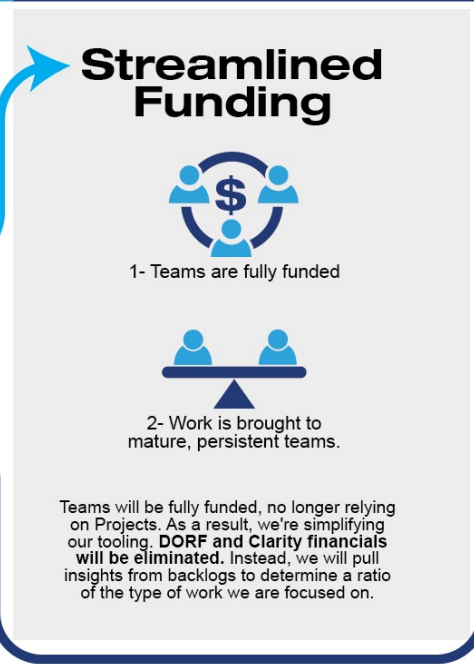 Streamlined
Funding
$
1- Teams are fully funded
2- Work is brought to
mature, persistent teams.
Teams will be fully funded, no longer relying
on Projects. As a result, we're simplifying
our tooling. DORF and Clarity financials
will be eliminated. Instead, we will pull
insights from backlogs to determine a ratio
of the type of work we are focused on.